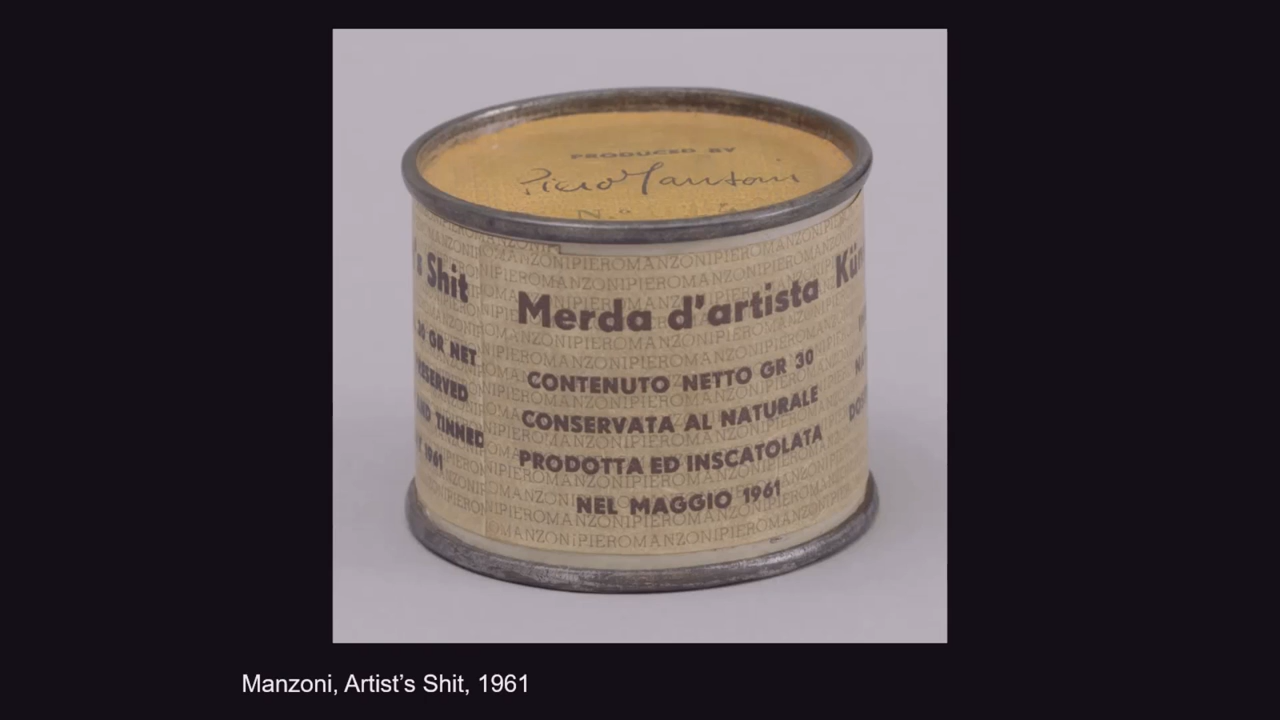 PRODUCED BY
Piero Manzoni
N.º
's Shit
30 GR NET
AND TINNED
1961
Merda d'artista
CONTENUTO NETTO GR 30
CONSERVATA AL NATURALE
PRODOTTA ED INSCATOLATA
NEL MAGGIO 1961
PIEROMANZONIPIEROMANZONI
Manzoni, Artist's Shit, 1961